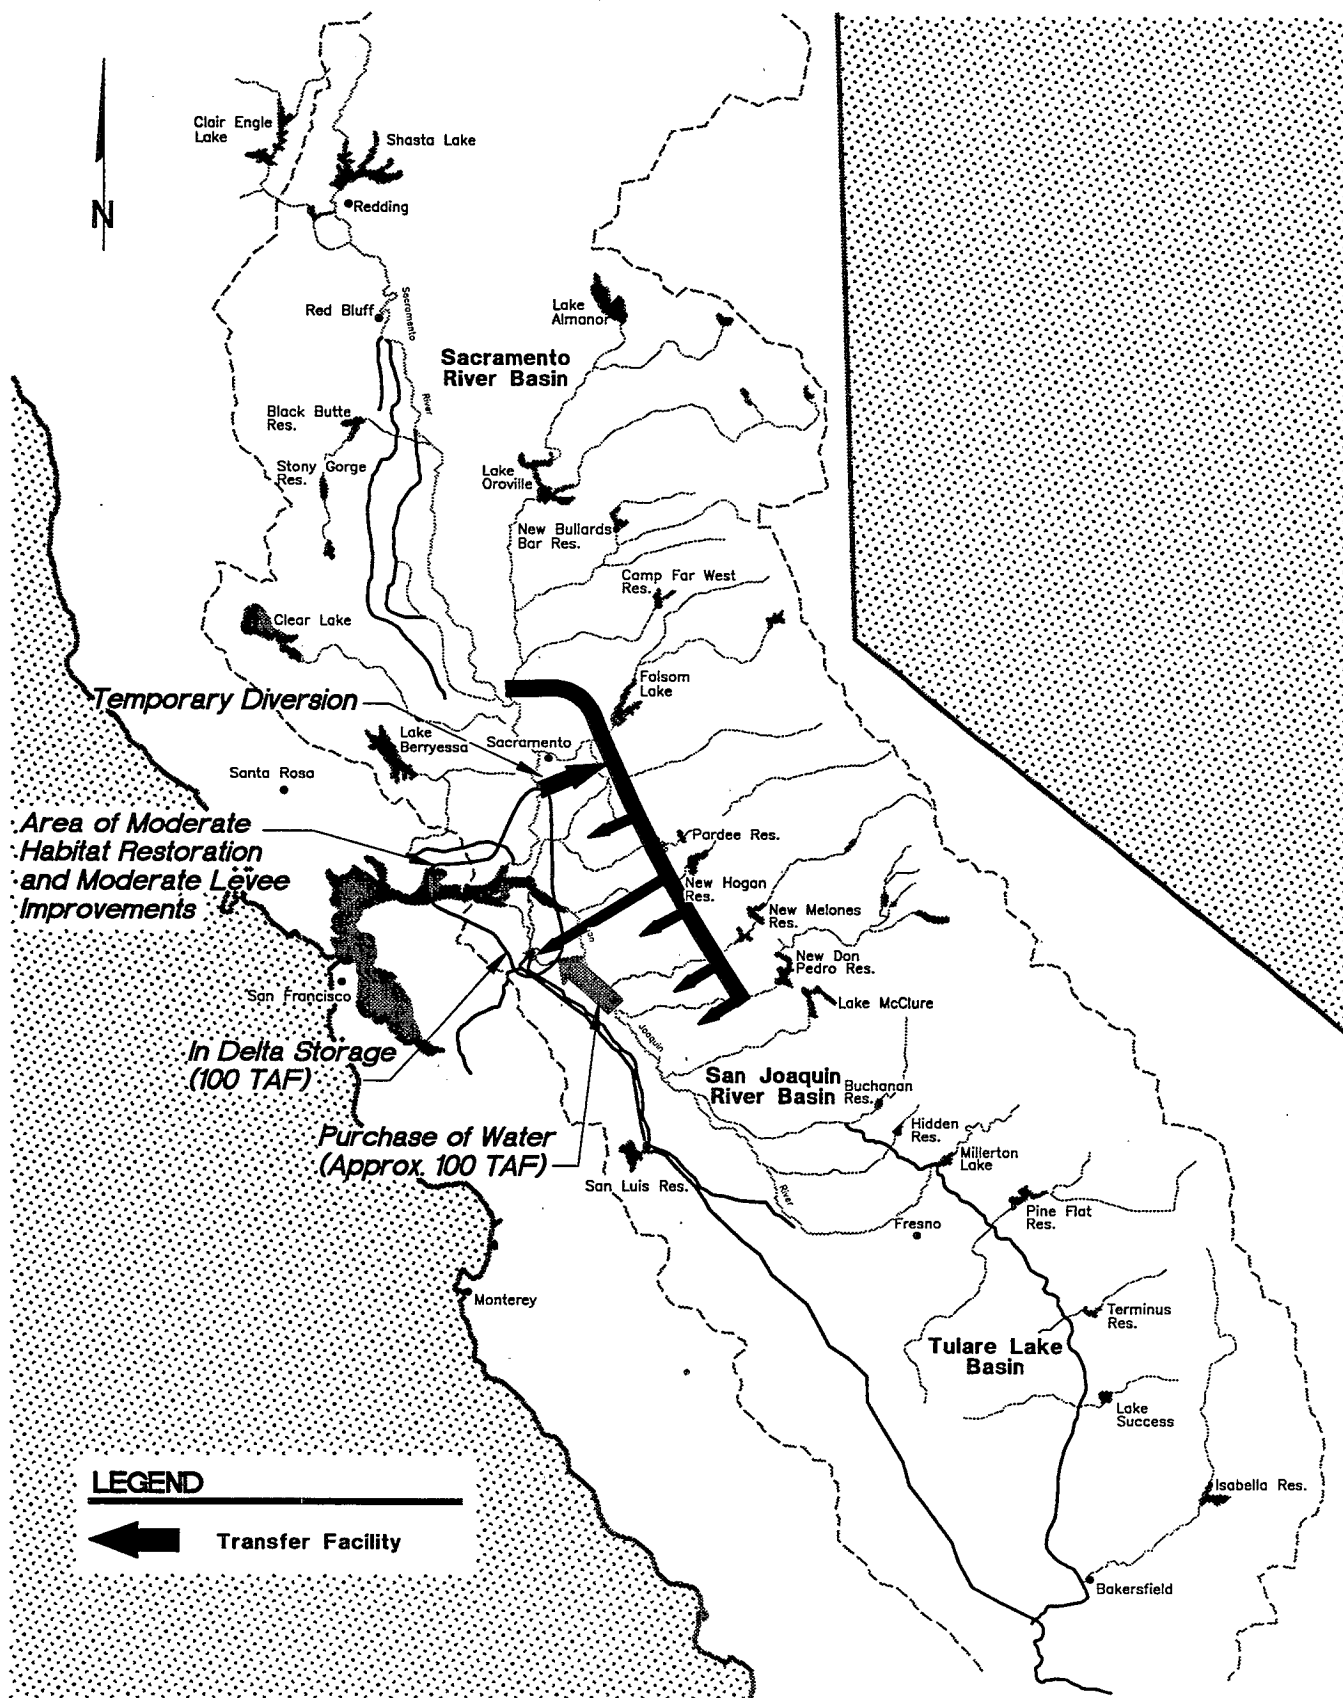 Clair Engle
Lake
Shasta Lake
N
Redding
Red Bluff
Sacramento
River
Lake
Almanor
Sacramento
River Basin
Black Butte
Res.
Stony Gorge
Res.
Lake
Oroville
New Bullards
Bar Res.
Camp Far West
Res.
Clear Lake
Folsom
Lake
Temporary Diversion
Lake
Berryessa
Sacramento
Santa Rosa
Area of Moderate
Habitat Restoration
and Moderate Levee
Improvements
Pardee Res.
New Hogan
Res.
New Melones
Res.
New Don
Pedro Res.
Lake McClure
San Francisco
In Delta Storage
(100 TAF)
Joaquin
San Joaquin
River Basin
Buchanan
Res.
Hidden
Res.
Millerton
Lake
Purchase of Water
(Approx. 100 TAF)
San Luis Res.
River
Pine Flat
Res.
Fresno
Monterey
Terminus
Res.
Tulare Lake
Basin
Lake
Success
Isabella Res.
Bakersfield
LEGEND
Transfer Facility